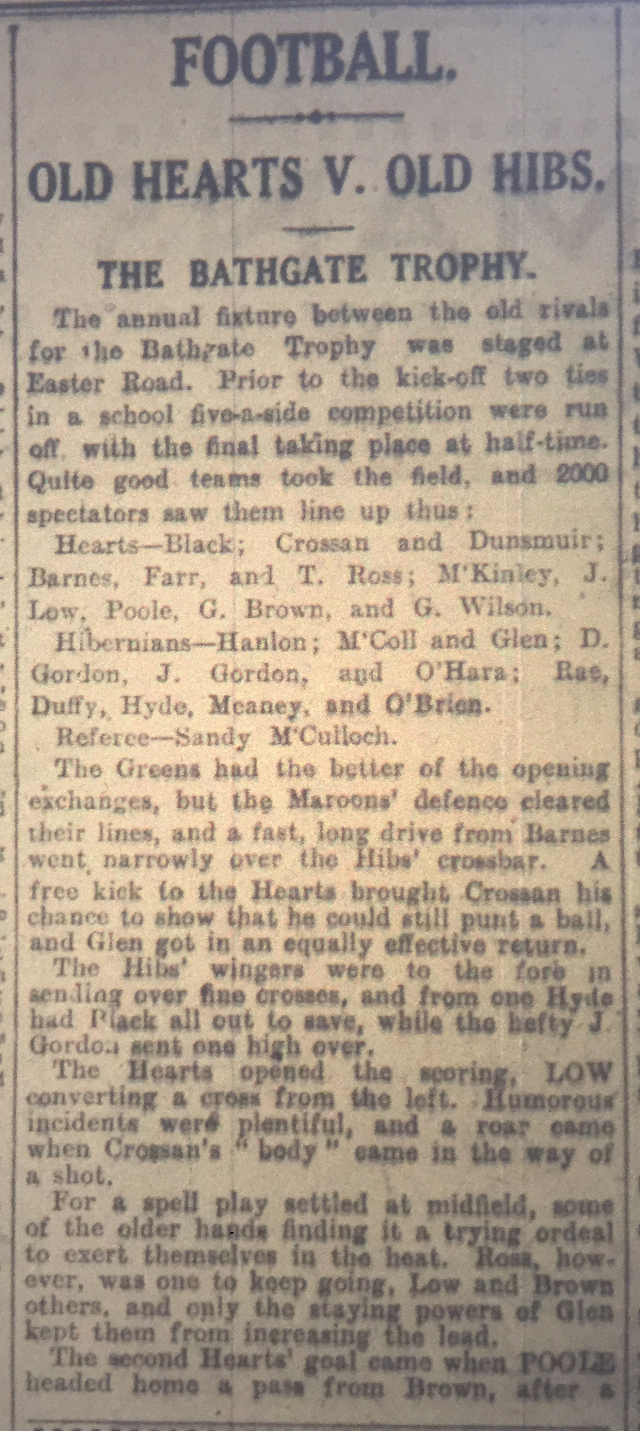 FOOTBALL.
OLD HEARTS V. OLD HIBS.
THE BATHGATE TROPHY.
The annual fixture between the old rivals
for the Bathgate Trophy was staged at
Easter Road. Prior to the kick-off two ties
in a school five-a-side competition were run
off with the final taking place at half-time.
Quite good teams took the field, and 2000
spectators saw them line up thus:
Hearts—Black; Crossan and Dunsmuir;
Barnes, Farr, and T. Ross; M'Kinley, J.
Low, Poole, G. Brown, and G. Wilson.
Hibernians—Hanlon; M'Coll and Glen; D.
Gordon, J. Gordon, and O'Hara; Rae,
Duffy, Hyde, Meaney, and O'Brien.
Referee—Sandy M'Culloch.
The Greens had the better of the opening
exchanges, but the Maroons' defence cleared
their lines, and a fast, long drive from Barnes
went narrowly over the Hibs' crossbar. A
free kick to the Hearts brought Crossan his
chance to show that he could still punt a ball,
and Glen got in an equally effective return.
The Hibs' wingers were to the fore in
sending over fine crosses, and from one Hyde
had Black all out to save, while the hefty J.
Gordon sent one high over.
The Hearts opened the scoring, LOW
converting a cross from the left. Humorous
incidents were plentiful, and a roar came
when Crossan's "body" came in the way of
a shot.
For a spell play settled at midfield, some
of the older hands finding it a trying ordeal
to exert themselves in the heat. Ross, how-
ever, was one to keep going, Low and Brown
others, and only the staying powers of Glen
kept them from increasing the lead.
The second Hearts' goal came when POOLE
headed home a pass from Brown, after a